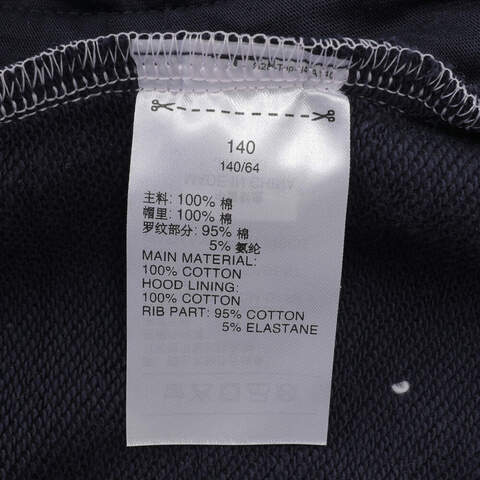 140
140/64
主料: 100% 棉
帽里: 100% 棉
罗纹部分: 95% 棉
5% 氨纶
MAIN MATERIAL:
100% COTTON
HOOD LINING:
100% COTTON
RIB PART: 95% COTTON
5% ELASTANE